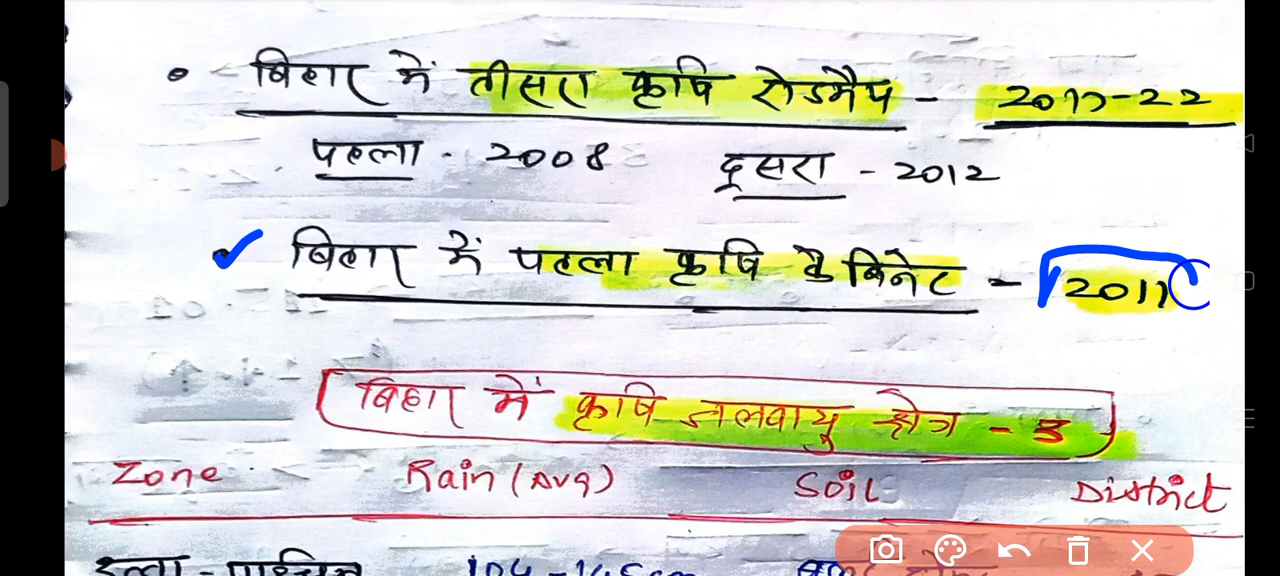 • बिहार में तीसरा कृषि रोडमैप - 2017-22
पहला - 2008 दूसरा - 2012
• बिहार में पहला कृषि कैबिनेट - 2011
बिहार में कृषि जलवायु क्षेत्र - 3
Zone Rain (Avg) Soil District